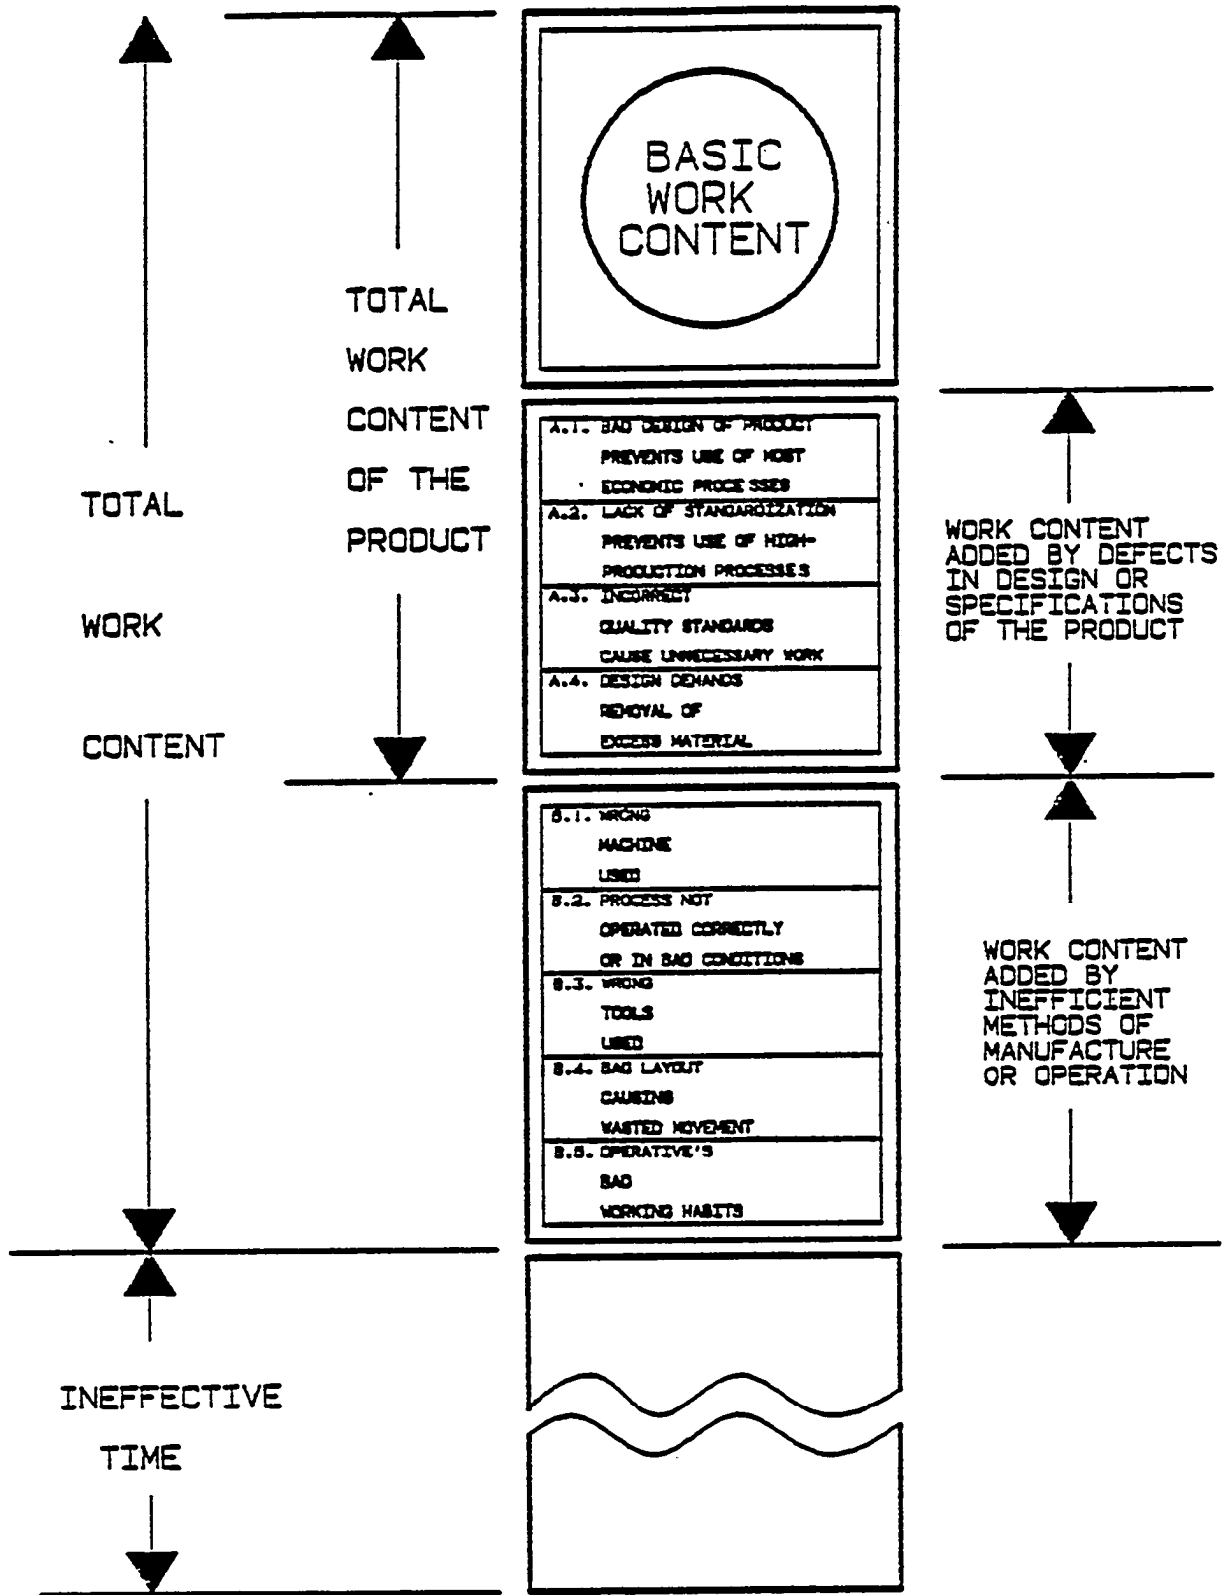 BASIC
WORK
CONTENT
TOTAL
WORK
CONTENT
OF THE
PRODUCT
TOTAL
WORK
CONTENT
A.1. BAD DESIGN OF PRODUCT
PREVENTS USE OF MOST
ECONOMIC PROCESSES
A.2. LACK OF STANDARDIZATION
PREVENTS USE OF HIGH-
PRODUCTION PROCESSES
A.3. INCORRECT
QUALITY STANDARDS
CAUSE UNNECESSARY WORK
A.4. DESIGN DEMANDS
REMOVAL OF
EXCESS MATERIAL
WORK CONTENT
ADDED BY DEFECTS
IN DESIGN OR
SPECIFICATIONS
OF THE PRODUCT
B.1. WRONG
MACHINE
USED
B.2. PROCESS NOT
OPERATED CORRECTLY
OR IN BAD CONDITIONS
B.3. WRONG
TOOLS
USED
B.4. BAD LAYOUT
CAUSING
WASTED MOVEMENT
B.5. OPERATIVE'S
BAD
WORKING HABITS
WORK CONTENT
ADDED BY
INEFFICIENT
METHODS OF
MANUFACTURE
OR OPERATION
INEFFECTIVE
TIME